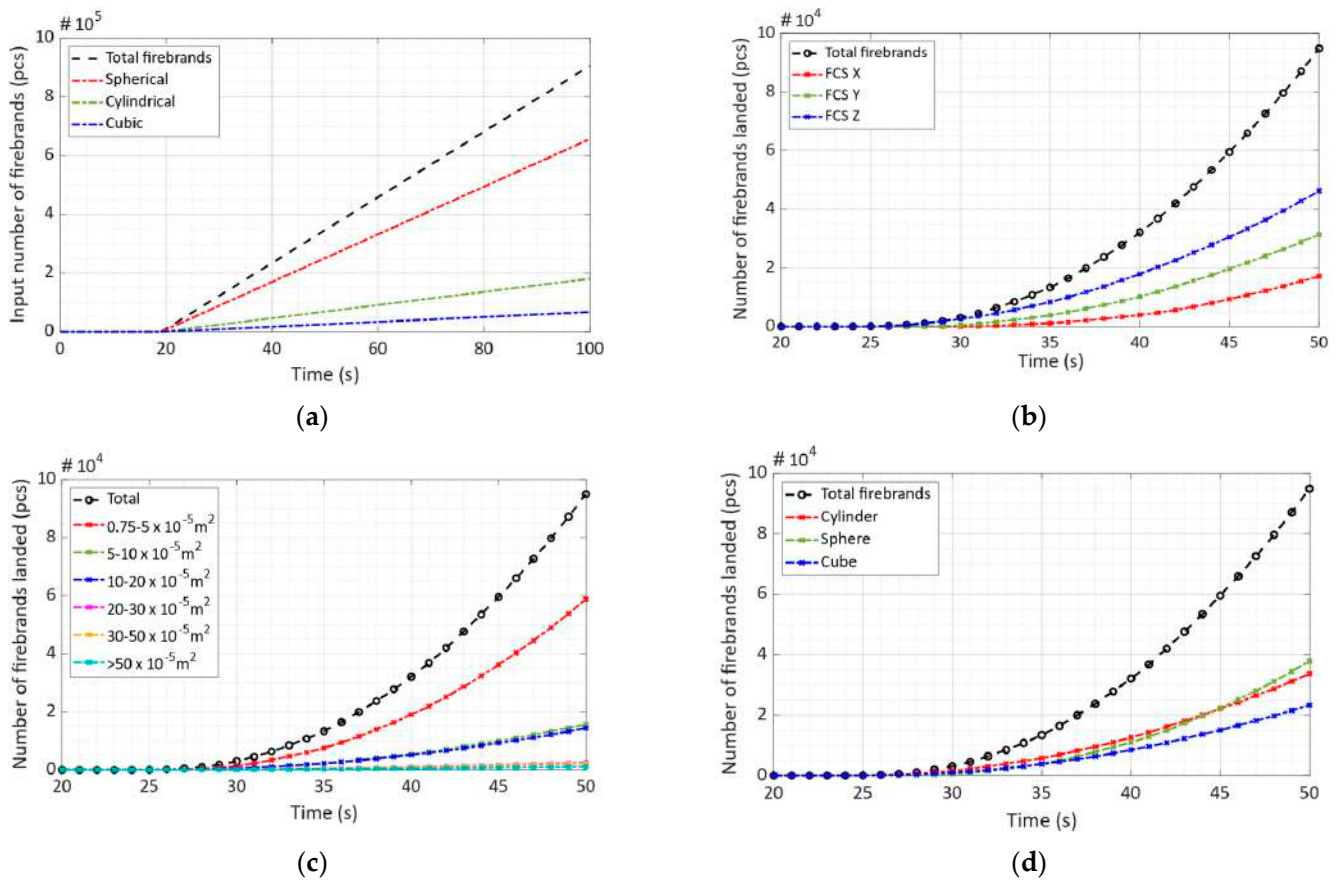 # 10^5
Input number of firebrands (pcs)
10
8
6
4
2
0
Total firebrands
Spherical
Cylindrical
Cubic
0 20 40 60 80 100
Time (s)
(a)
# 10^4
Number of firebrands landed (pcs)
10
8
6
4
2
0
Total firebrands
FCS X
FCS Y
FCS Z
20 25 30 35 40 45 50
Time (s)
(b)
# 10^4
Number of firebrands landed (pcs)
10
8
6
4
2
0
Total
0.75-5 x 10^-5 m^2
5-10 x 10^-5 m^2
10-20 x 10^-5 m^2
20-30 x 10^-5 m^2
30-50 x 10^-5 m^2
>50 x 10^-5 m^2
20 25 30 35 40 45 50
Time (s)
(c)
# 10^4
Number of firebrands landed (pcs)
10
8
6
4
2
0
Total firebrands
Cylinder
Sphere
Cube
20 25 30 35 40 45 50
Time (s)
(d)